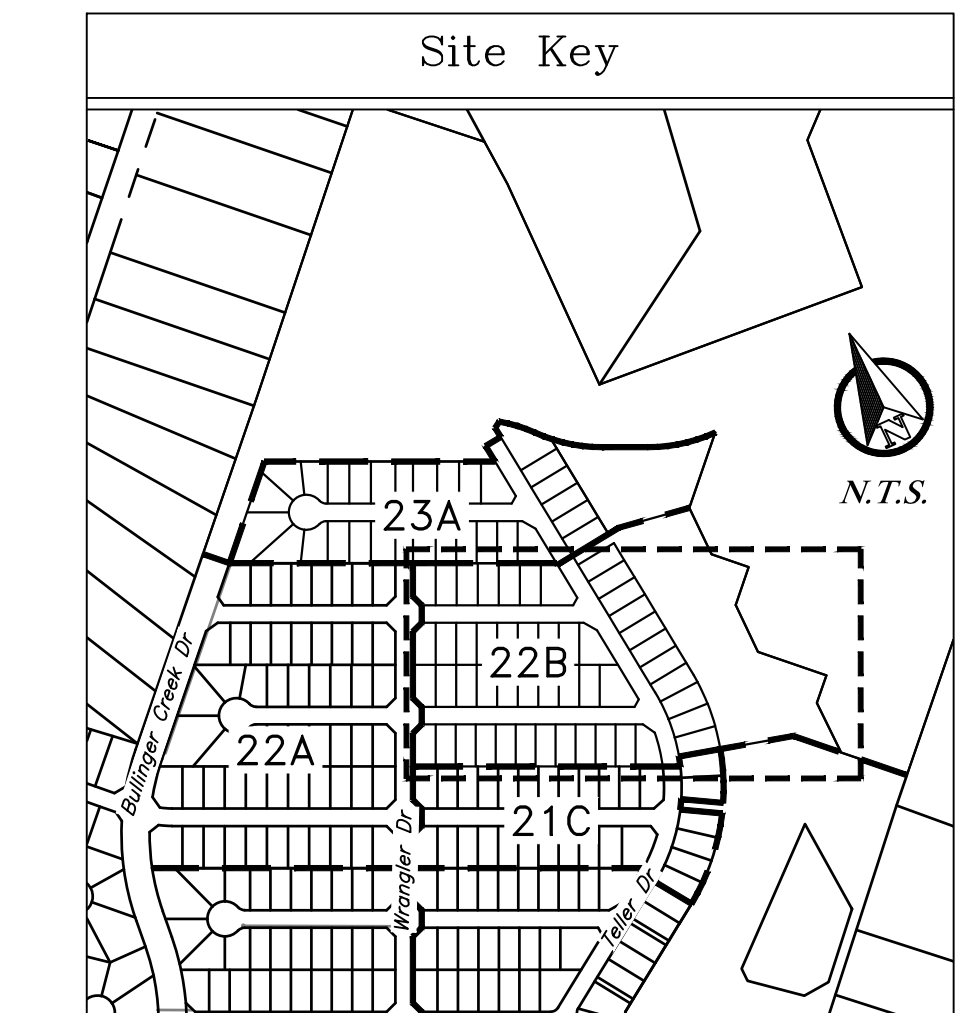 Site Key
N
N.T.S.
23A
22B
Bullinger Creek Dr
22A
21C
Wrangler Dr
Teller Dr